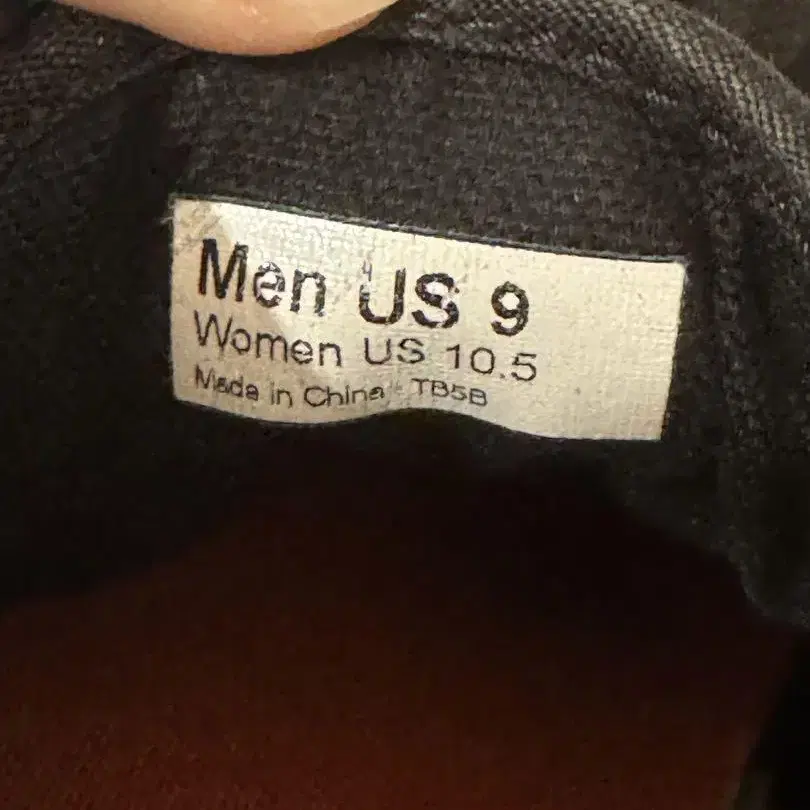 Men US 9
Women US 10.5
Made in China TB5B